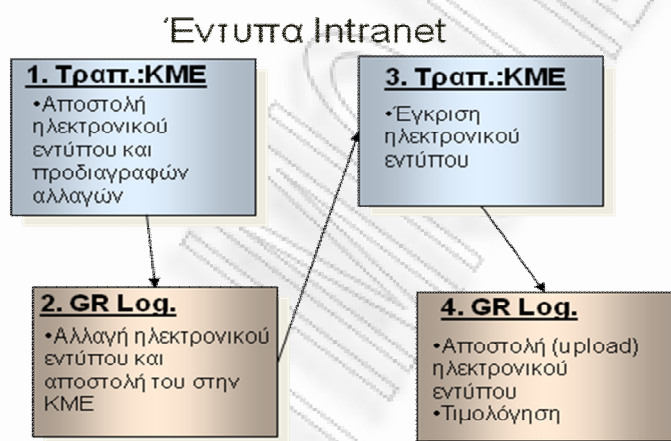 Έντυπα Intranet
1. Τραπ.:ΚΜΕ
•Αποστολή
ηλεκτρονικού
εντύπου και
προδιαγραφών
αλλαγών
2. GR Log.
•Αλλαγή ηλεκτρονικού
εντύπου και
αποστολή του στην
ΚΜΕ
3. Τραπ.:ΚΜΕ
•Έγκριση
ηλεκτρονικού
εντύπου
4. GR Log.
•Αποστολή (upload)
ηλεκτρονικού
εντύπου
•Τιμολόγηση